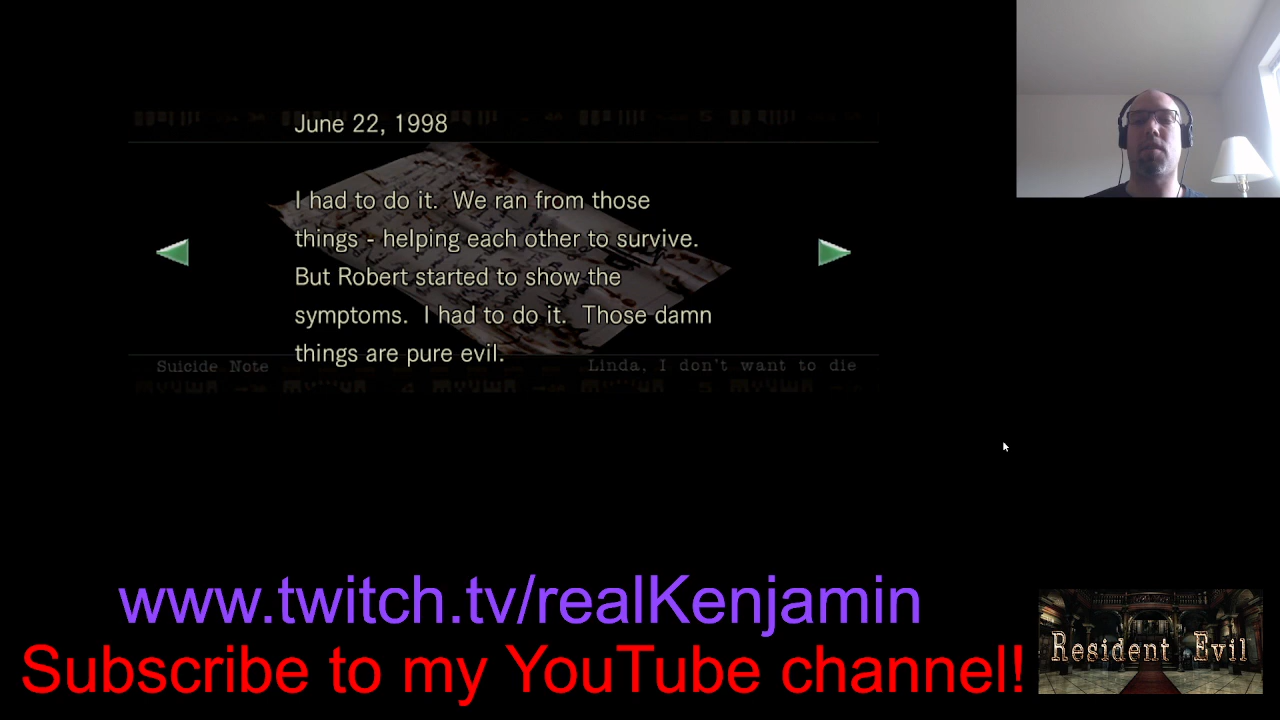 June 22, 1998
I had to do it. We ran from those
things - helping each other to survive.
But Robert started to show the
symptoms. I had to do it. Those damn
things are pure evil.
Suicide Note
Linda, I don't want to die
www.twitch.tv/realKenjamin
Subscribe to my YouTube channel!
Resident Evil